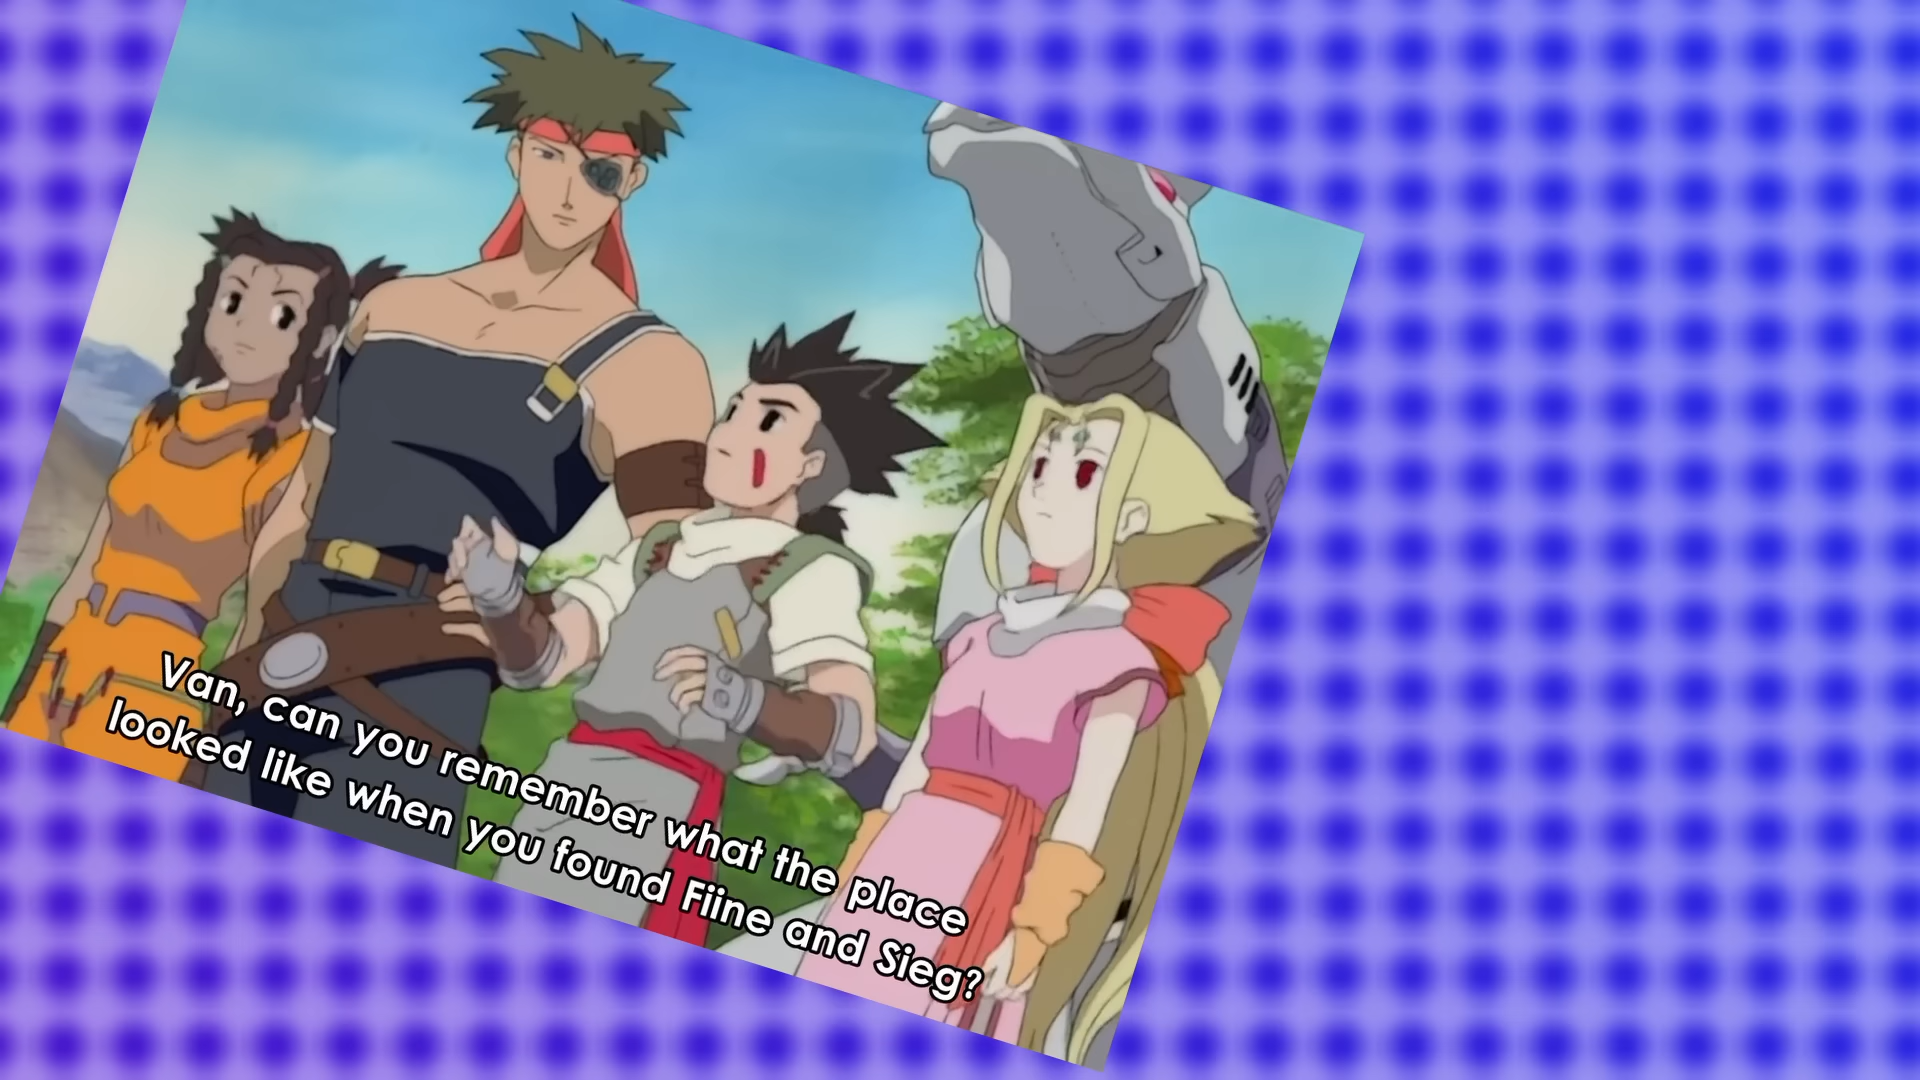 Van, can you remember what the place
looked like when you found Fiine and Sieg?